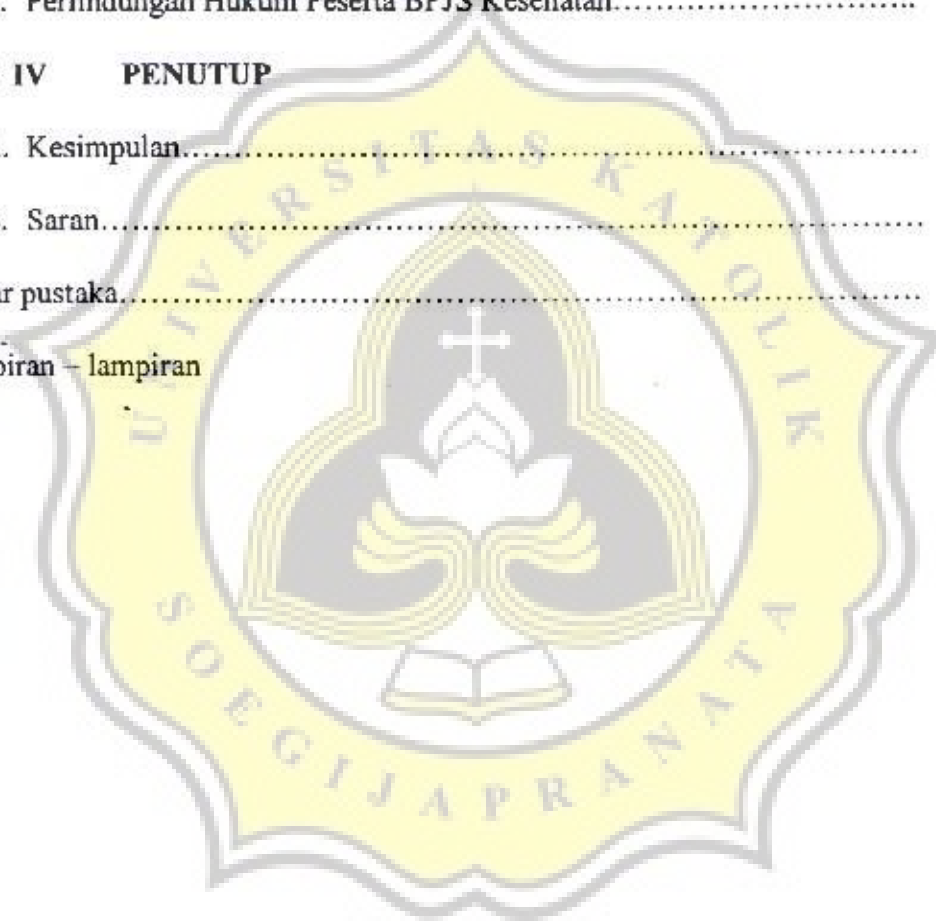 . Perlindungan Hukum Peserta BPJS Kesehatan…………………………..
IV PENUTUP
. Kesimpulan……………………………………………………………
. Saran……………………………………………………………………
r pustaka…………………………………………………………………
piran – lampiran
UNIVERSITAS KATOLIK
SOEGIJAPRANATA